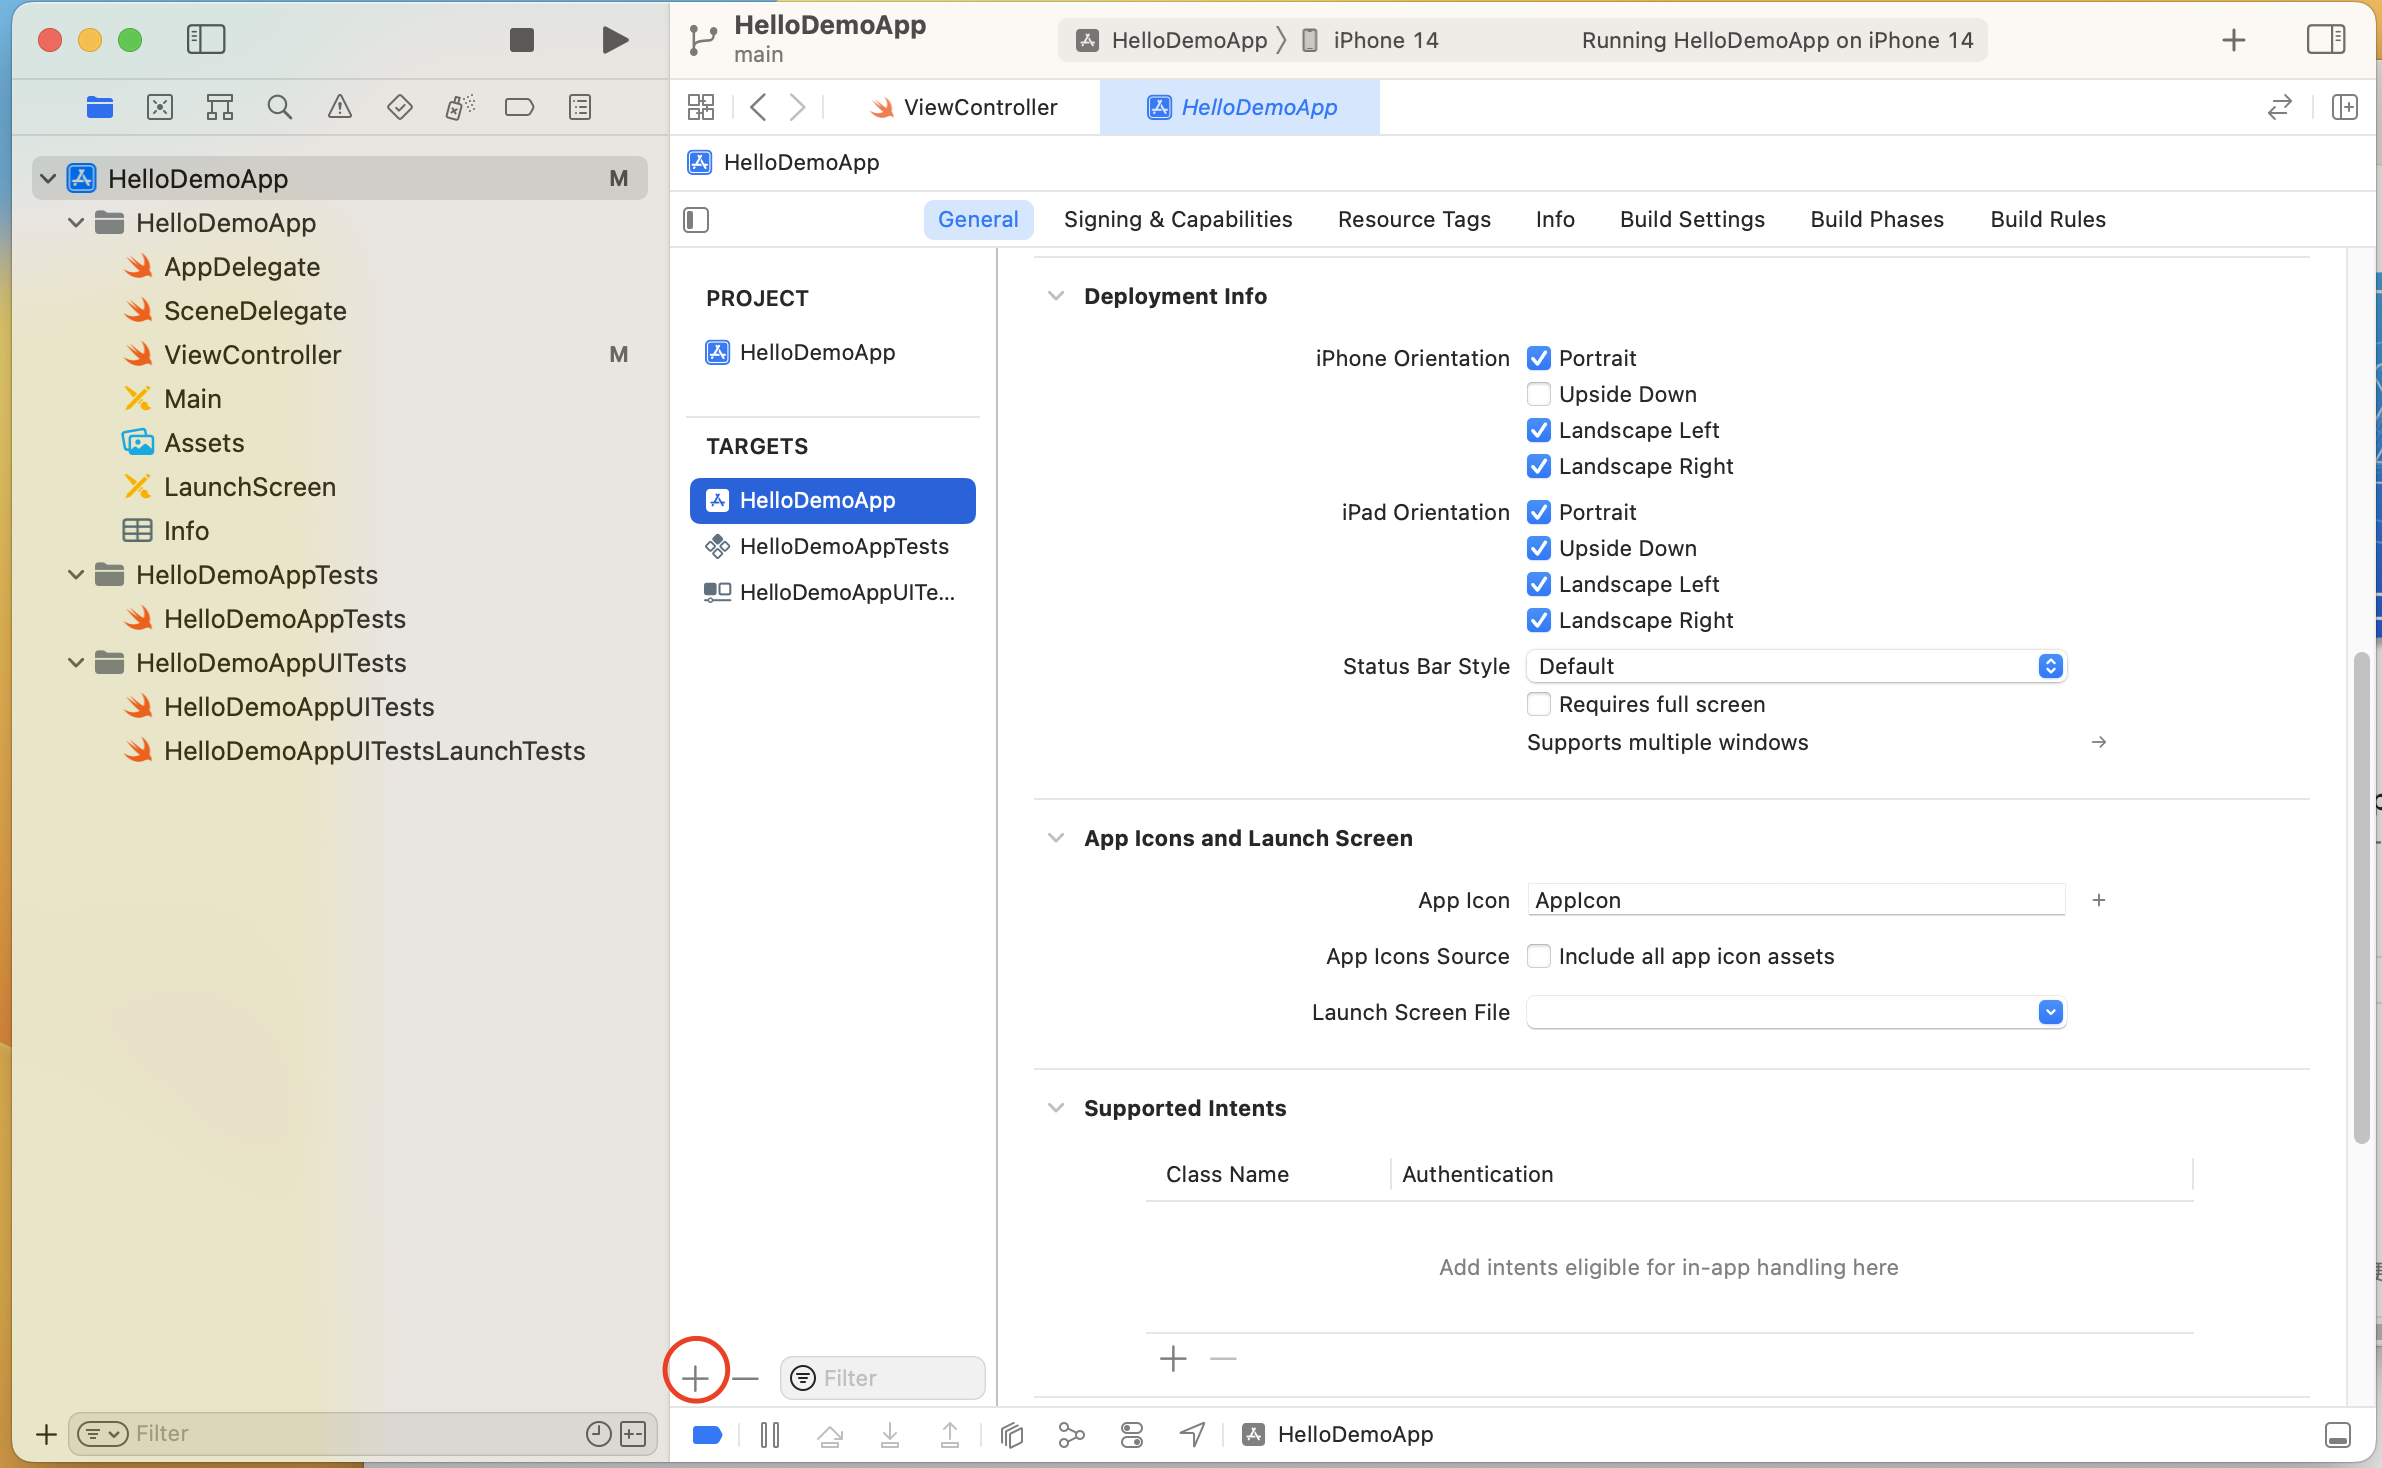 HelloDemoApp
main
HelloDemoApp
iPhone 14
Running HelloDemoApp on iPhone 14
ViewController
HelloDemoApp
HelloDemoApp
HelloDemoApp M
HelloDemoApp
AppDelegate
SceneDelegate
ViewController M
Main
Assets
LaunchScreen
Info
HelloDemoAppTests
HelloDemoAppTests
HelloDemoAppUITests
HelloDemoAppUITests
HelloDemoAppUITestsLaunchTests
Filter
General Signing & Capabilities Resource Tags Info Build Settings Build Phases Build Rules
PROJECT
HelloDemoApp
TARGETS
HelloDemoApp
HelloDemoAppTests
HelloDemoAppUITe...
Filter
Deployment Info
iPhone Orientation Portrait
Upside Down
Landscape Left
Landscape Right
iPad Orientation Portrait
Upside Down
Landscape Left
Landscape Right
Status Bar Style Default
Requires full screen
Supports multiple windows
App Icons and Launch Screen
App Icon AppIcon
App Icons Source Include all app icon assets
Launch Screen File
Supported Intents
Class Name Authentication
Add intents eligible for in-app handling here
HelloDemoApp